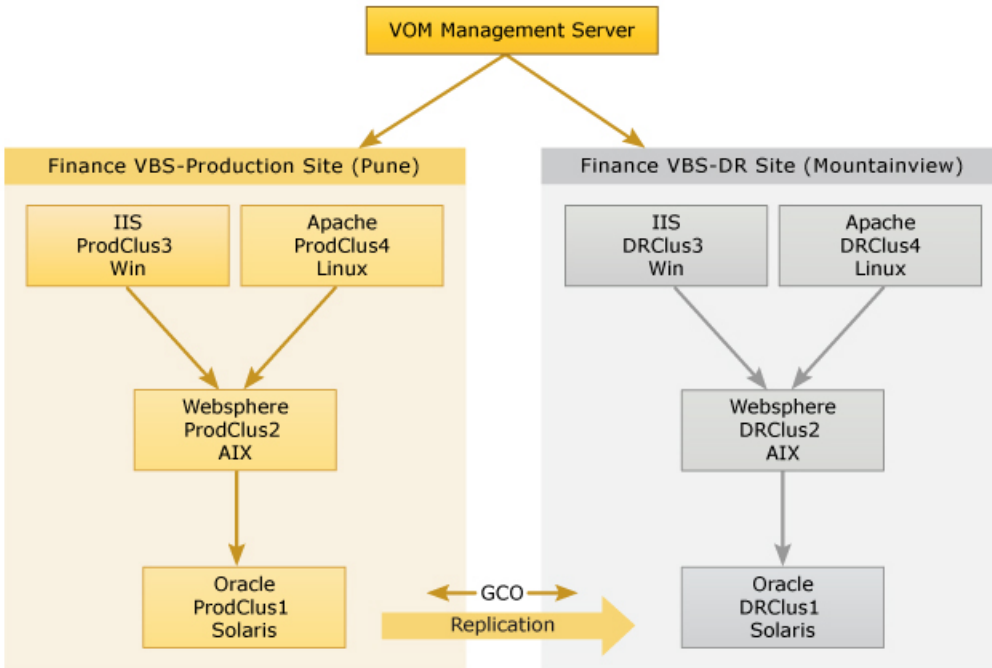 VOM Management Server
Finance VBS-Production Site (Pune)
IIS
ProdClus3
Win
Apache
ProdClus4
Linux
Websphere
ProdClus2
AIX
Oracle
ProdClus1
Solaris
GCO
Replication
Finance VBS-DR Site (Mountainview)
IIS
DRClus3
Win
Apache
DRClus4
Linux
Websphere
DRClus2
AIX
Oracle
DRClus1
Solaris